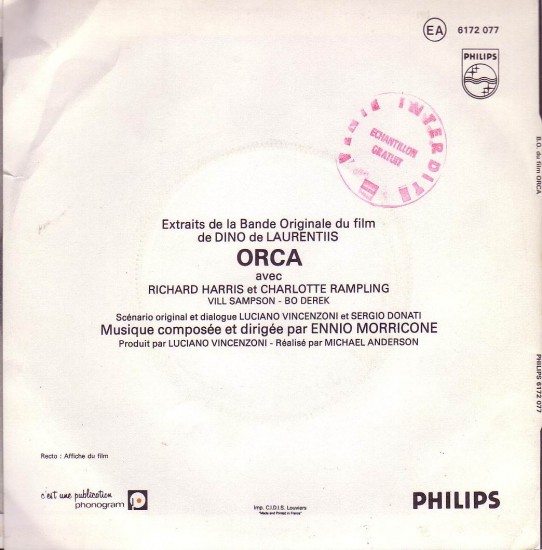 EA 6172 077
PHILIPS
VENTE INTERDITE
ECHANTILLON
GRATUIT
B.O. du film ORCA
Extraits de la Bande Originale du film
de DINO de LAURENTIIS
ORCA
avec
RICHARD HARRIS et CHARLOTTE RAMPLING
VILL SAMPSON - BO DEREK
Scénario original et dialogue LUCIANO VINCENZONI et SERGIO DONATI
Musique composée et dirigée par ENNIO MORRICONE
Produit par LUCIANO VINCENZONI - Réalisé par MICHAEL ANDERSON
PHILIPS 6172 077
Recto : Affiche du film
c'est une publication
phonogram
Imp. C.I.D.I.S. Louviers
"Made and Printed in France"
PHILIPS